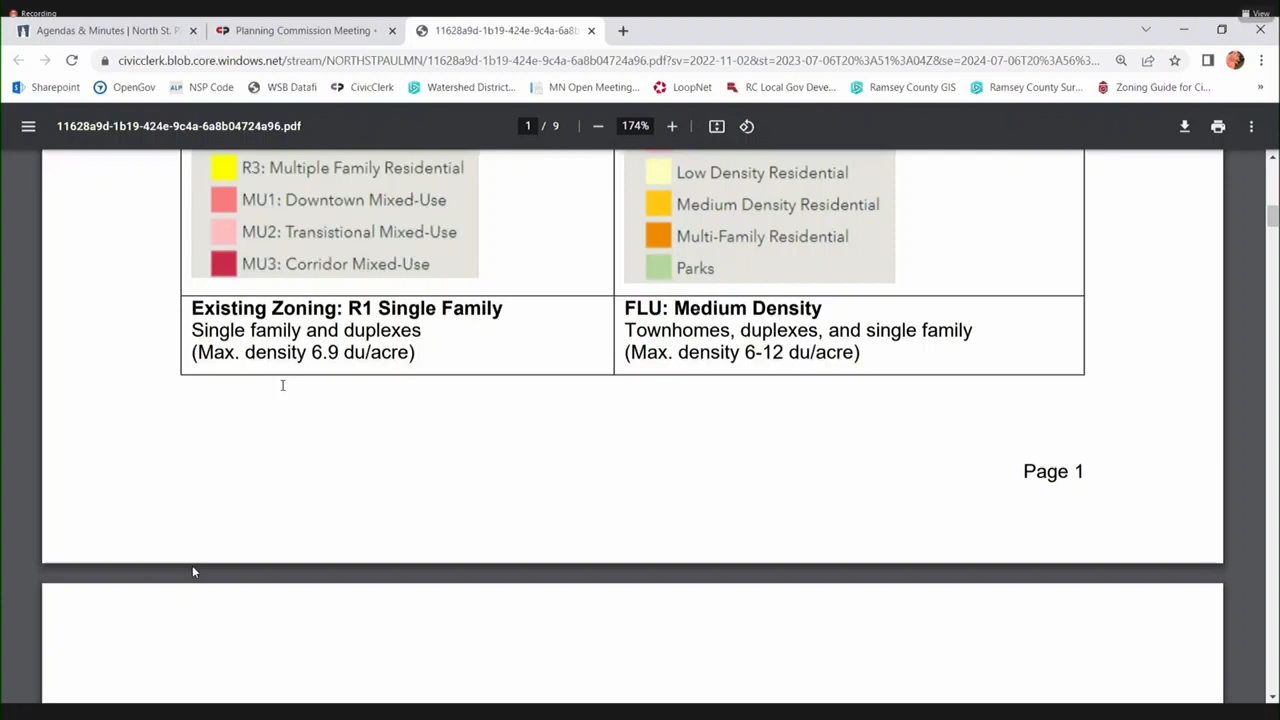 Recording
View
Agendas & Minutes | North St. P
Planning Commission Meeting •
11628a9d-1b19-424e-9c4a-6a8b
civicclerk.blob.core.windows.net/stream/NORTHSTPAULMN/11628a9d-1b19-424e-9c4a-6a8b04724a96.pdf?sv=2022-11-02&st=2023-07-06T20%3A51%3A04Z&se=2024-07-06T20%3A56%3...
Sharepoint
OpenGov
NSP Code
WSB Datafi
CivicClerk
Watershed District...
MN Open Meeting...
LoopNet
RC Local Gov Deve...
Ramsey County GIS
Ramsey County Sur...
Zoning Guide for Ci...
»
11628a9d-1b19-424e-9c4a-6a8b04724a96.pdf
1 / 9
174%
R3: Multiple Family Residential
MU1: Downtown Mixed-Use
MU2: Transistional Mixed-Use
MU3: Corridor Mixed-Use
Low Density Residential
Medium Density Residential
Multi-Family Residential
Parks
Existing Zoning: R1 Single Family
Single family and duplexes
(Max. density 6.9 du/acre)
FLU: Medium Density
Townhomes, duplexes, and single family
(Max. density 6-12 du/acre)
Page 1